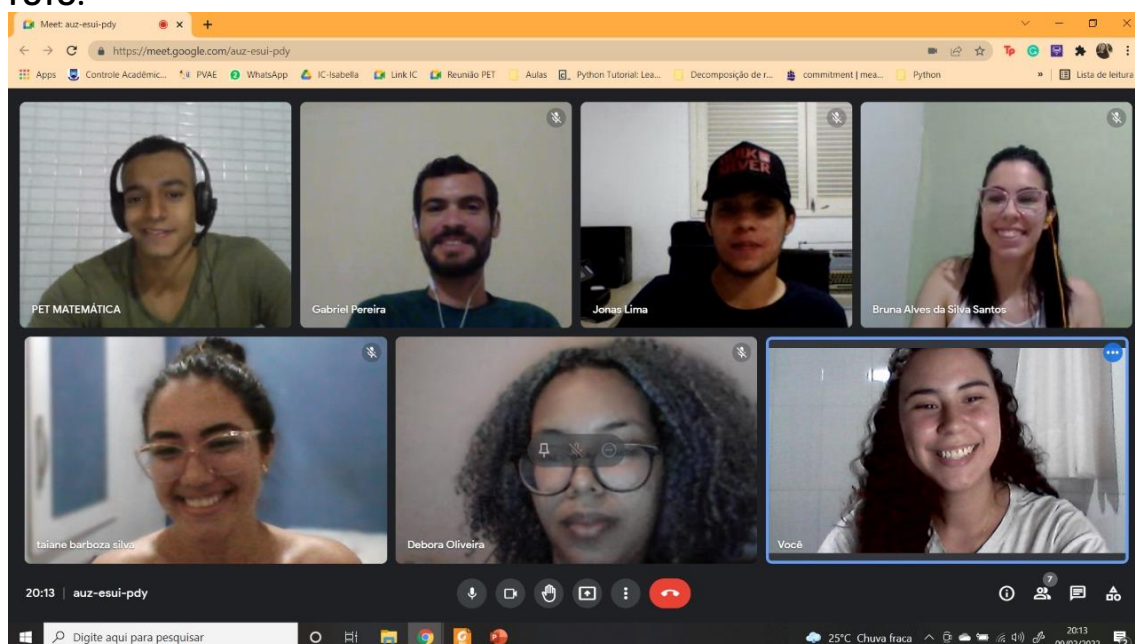 Meet: auz-esui-pdy
https://meet.google.com/auz-esui-pdy
Apps Controle Acadêmic... PVAE WhatsApp IC-Isabella Link IC Reunião PET Aulas Python Tutorial: Lea... Decomposição de r... commitment | mea... Python » Lista de leitura
PET MATEMÁTICA
Gabriel Pereira
Jonas Lima
Bruna Alves da Silva Santos
taiane barboza silva
Debora Oliveira
Você
20:13 | auz-esui-pdy
7
Digite aqui para pesquisar
25°C Chuva fraca
20:13